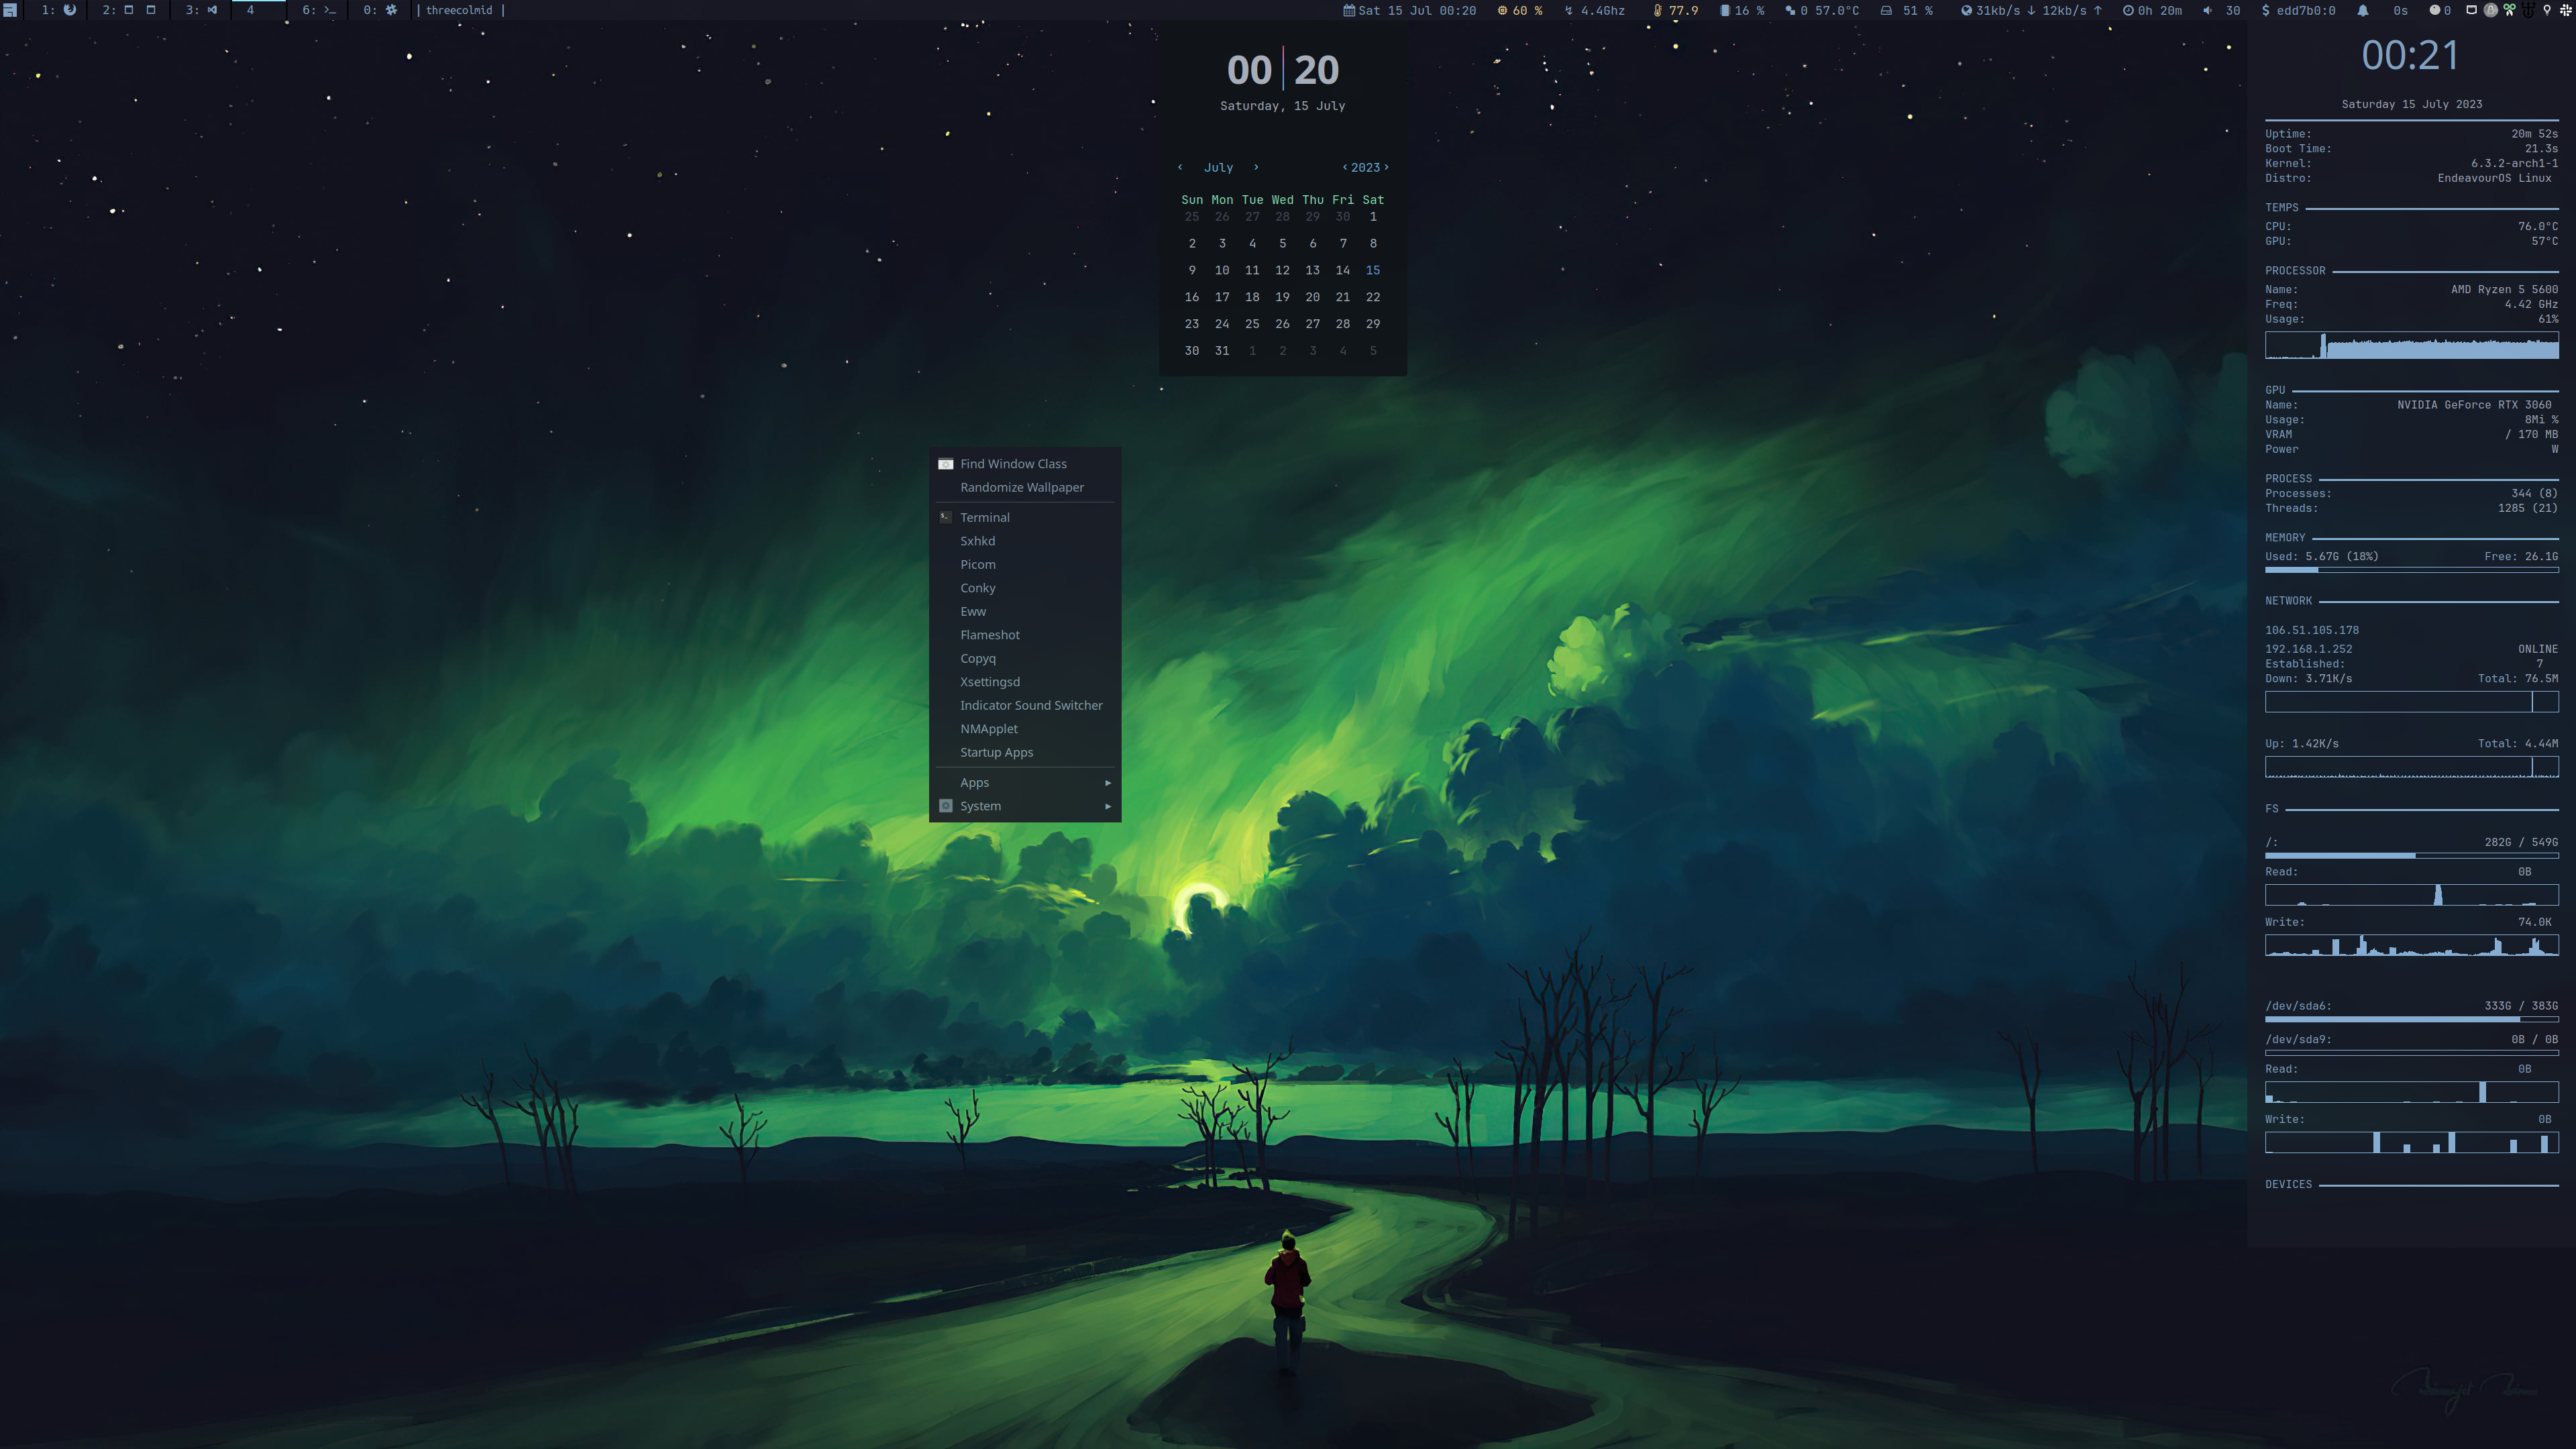 1: 2: 3: 4 6: 0: | threecolmid |
Sat 15 Jul 00:20 60 % 4.4Ghz 77.9 16 % 0 57.0°C 51 % 31kb/s ↓ 12kb/s ↑ 0h 20m 30 $ edd7b0:0 0s 0
00 20
Saturday, 15 July
‹ July › ‹ 2023 ›
Sun Mon Tue Wed Thu Fri Sat
25 26 27 28 29 30 1
2 3 4 5 6 7 8
9 10 11 12 13 14 15
16 17 18 19 20 21 22
23 24 25 26 27 28 29
30 31 1 2 3 4 5
Find Window Class
Randomize Wallpaper
Terminal
Sxhkd
Picom
Conky
Eww
Flameshot
Copyq
Xsettingsd
Indicator Sound Switcher
NMApplet
Startup Apps
Apps
System
00:21
Saturday 15 July 2023
Uptime: 20m 52s
Boot Time: 21.3s
Kernel: 6.3.2-arch1-1
Distro: EndeavourOS Linux
TEMPS
CPU: 76.0°C
GPU: 57°C
PROCESSOR
Name: AMD Ryzen 5 5600
Freq: 4.42 GHz
Usage: 61%
GPU
Name: NVIDIA GeForce RTX 3060
Usage: 8Mi %
VRAM / 170 MB
Power W
PROCESS
Processes: 344 (8)
Threads: 1285 (21)
MEMORY
Used: 5.67G (18%) Free: 26.1G
NETWORK
106.51.105.178
192.168.1.252 ONLINE
Established: 7
Down: 3.71K/s Total: 76.5M
Up: 1.42K/s Total: 4.44M
FS
/: 282G / 549G
Read: 0B
Write: 74.0K
/dev/sda6: 333G / 383G
/dev/sda9: 0B / 0B
Read: 0B
Write: 0B
DEVICES